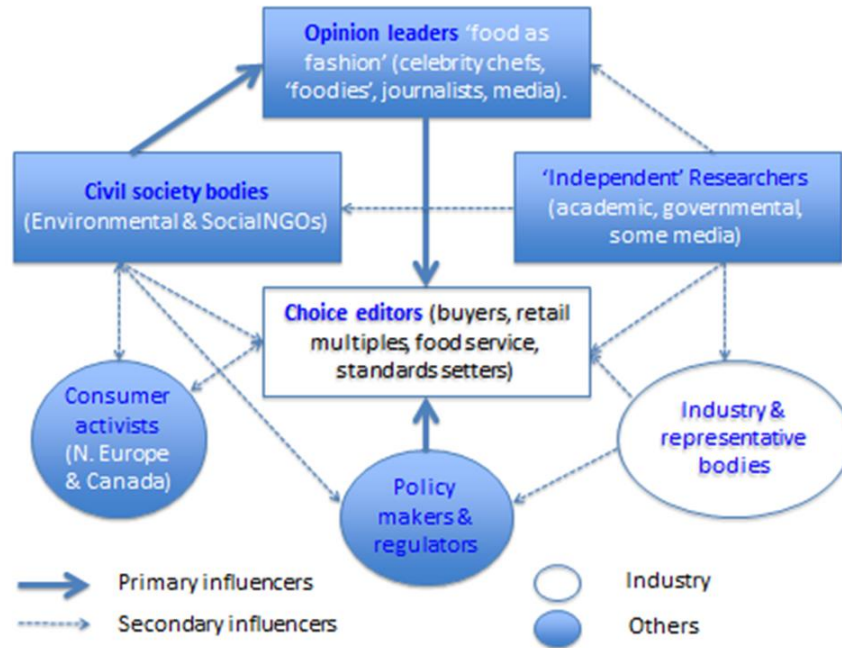 Opinion leaders ‘food as
fashion’ (celebrity chefs,
‘foodies’, journalists, media).
Civil society bodies
(Environmental & Social NGOs)
‘Independent’ Researchers
(academic, governmental,
some media)
Choice editors (buyers, retail
multiples, food service,
standards setters)
Consumer
activists
(N. Europe
& Canada)
Industry &
representative
bodies
Policy
makers &
regulators
Primary influencers
Secondary influencers
Industry
Others